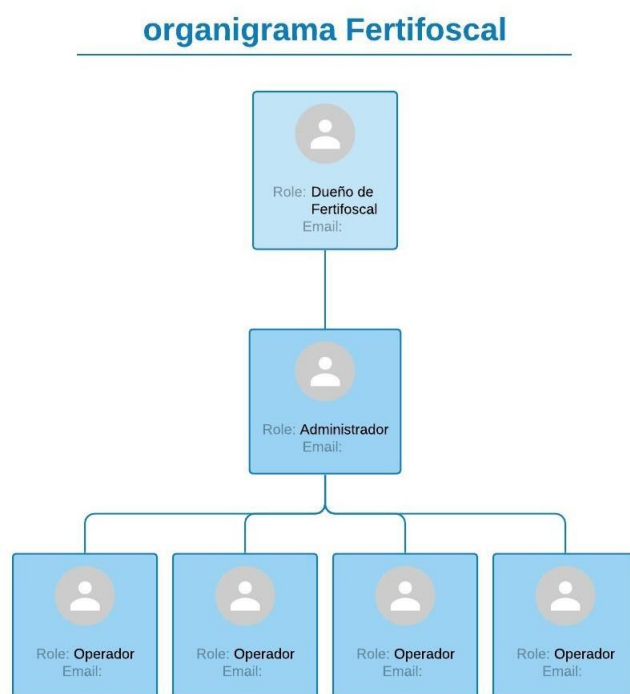 organigrama Fertifoscal
Role: Dueño de
Fertifoscal
Email:
Role: Administrador
Email:
Role: Operador
Email:
Role: Operador
Email:
Role: Operador
Email:
Role: Operador
Email: